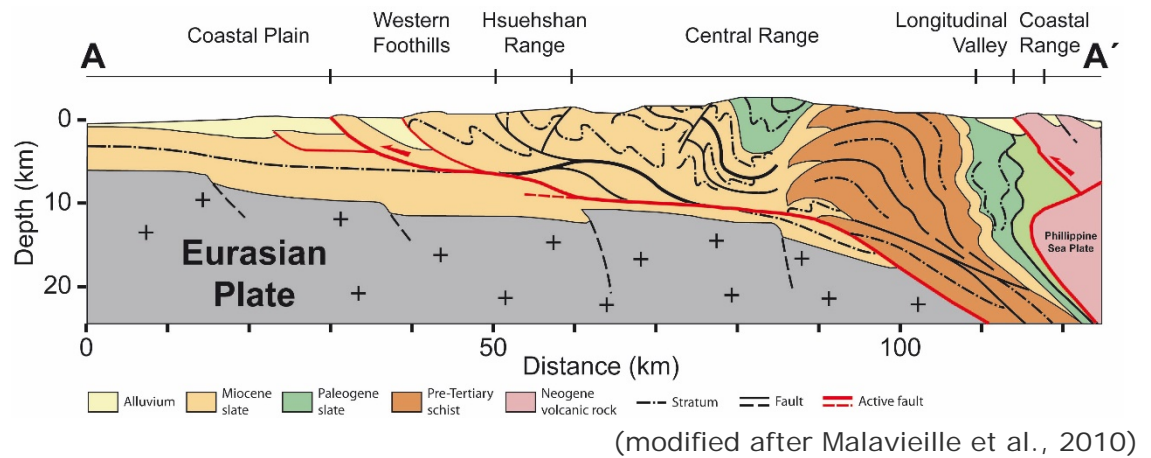 Coastal Plain
Western
Foothills
Hsuehshan
Range
Central Range
Longitudinal
Valley
Coastal
Range
A
A´
Depth (km)
0
10
20
Eurasian
Plate
Phillippine
Sea Plate
0
50
100
Distance (km)
Alluvium
Miocene
slate
Paleogene
slate
Pre-Tertiary
schist
Neogene
volcanic rock
Stratum
Fault
Active fault
(modified after Malavieille et al., 2010)